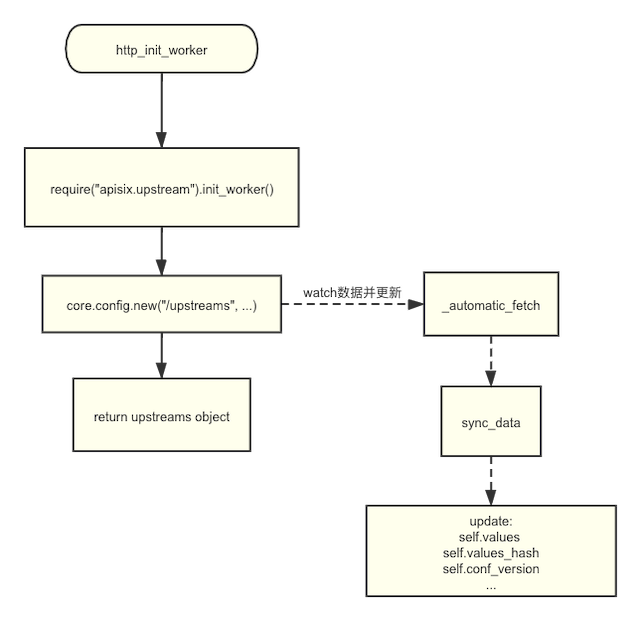 http_init_worker
require("apisix.upstream").init_worker()
core.config.new("/upstreams", ...)
watch数据并更新
_automatic_fetch
return upstreams object
sync_data
update:
self.values
self.values_hash
self.conf_version
...